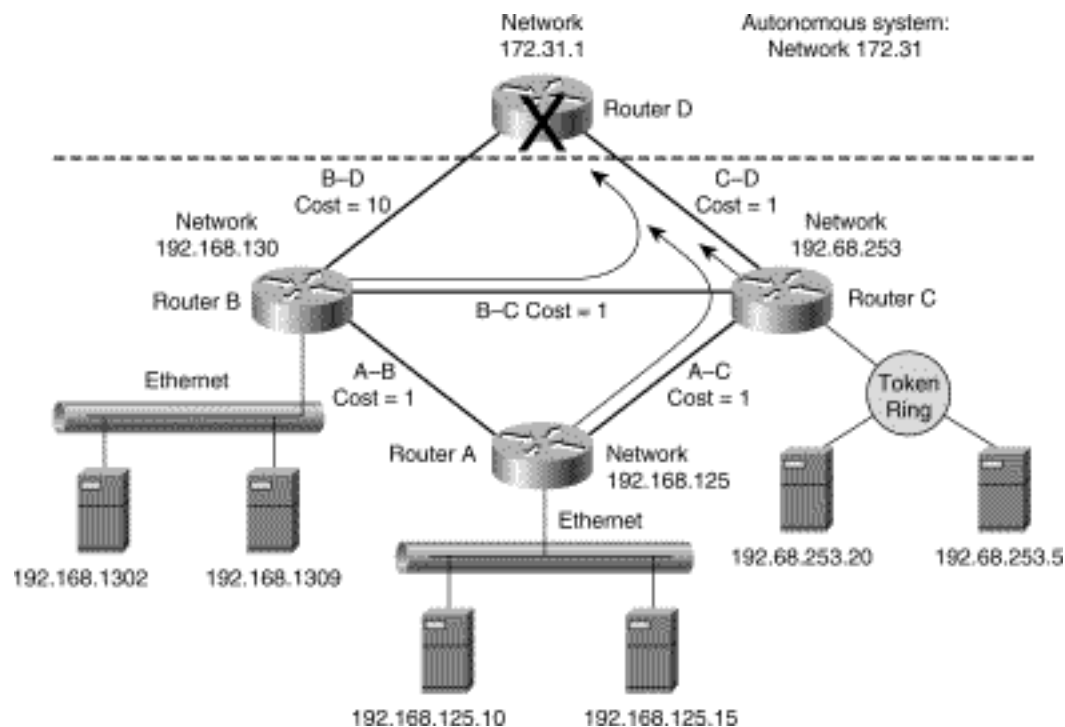 Network
172.31.1
Autonomous system:
Network 172.31
Router D
B–D
Cost = 10
C–D
Cost = 1
Network
192.168.130
Network
192.68.253
Router B
B–C Cost = 1
Router C
Ethernet
A–B
Cost = 1
A–C
Cost = 1
Token
Ring
Router A
Network
192.168.125
Ethernet
192.168.1302
192.168.1309
192.68.253.20
192.68.253.5
192.168.125.10
192.168.125.15